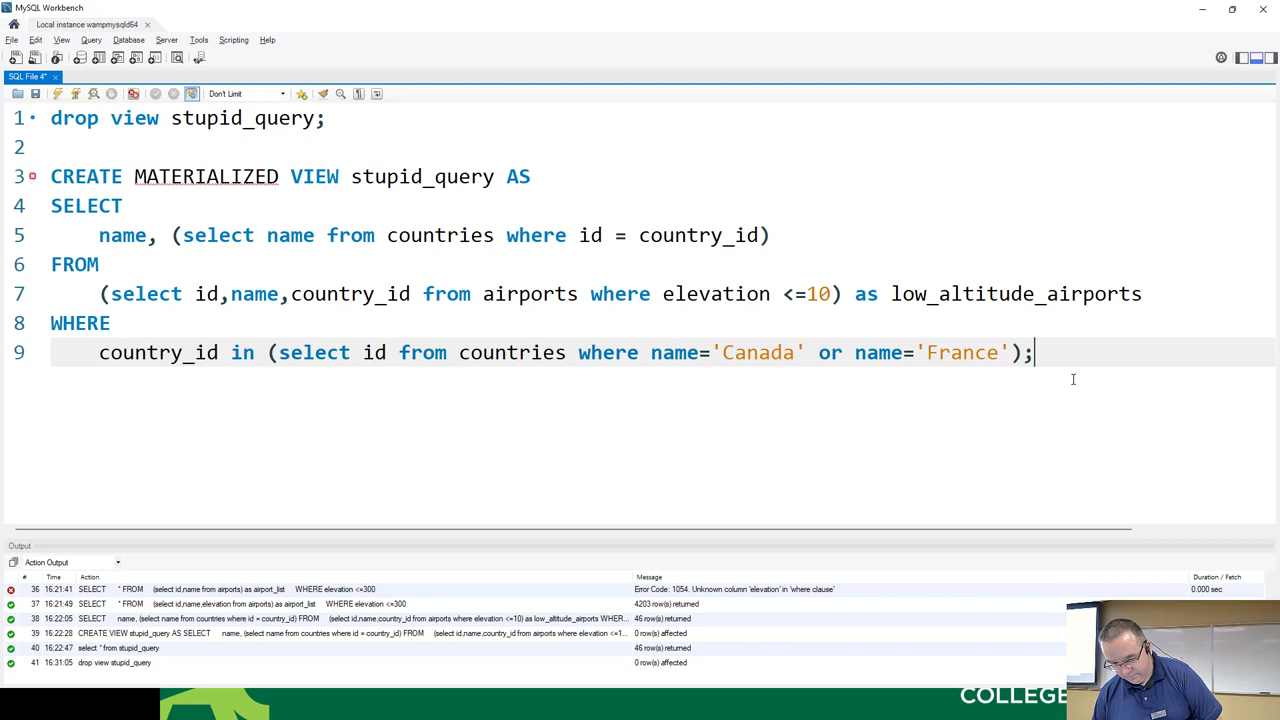 MySQL Workbench
Local instance wampmysqld64
File Edit View Query Database Server Tools Scripting Help
SQL File 4*
Don't Limit
1 drop view stupid_query;
2
3 CREATE MATERIALIZED VIEW stupid_query AS
4 SELECT
5 name, (select name from countries where id = country_id)
6 FROM
7 (select id,name,country_id from airports where elevation <=10) as low_altitude_airports
8 WHERE
9 country_id in (select id from countries where name='Canada' or name='France');
Output
Action Output
# Time Action Message Duration / Fetch
36 16:21:41 SELECT * FROM (select id,name from airports) as airport_list WHERE elevation <=300 Error Code: 1054. Unknown column 'elevation' in 'where clause' 0.000 sec
37 16:21:49 SELECT * FROM (select id,name,elevation from airports) as airport_list WHERE elevation <=300 4203 row(s) returned
38 16:22:05 SELECT name, (select name from countries where id = country_id) FROM (select id,name,country_id from airports where elevation <=10) as low_altitude_airports WHER... 46 row(s) returned
39 16:22:28 CREATE VIEW stupid_query AS SELECT name, (select name from countries where id = country_id) FROM (select id,name,country_id from airports where elevation <=1... 0 row(s) affected
40 16:22:47 select * from stupid_query 46 row(s) returned
41 16:31:05 drop view stupid_query 0 row(s) affected
COLLEGE